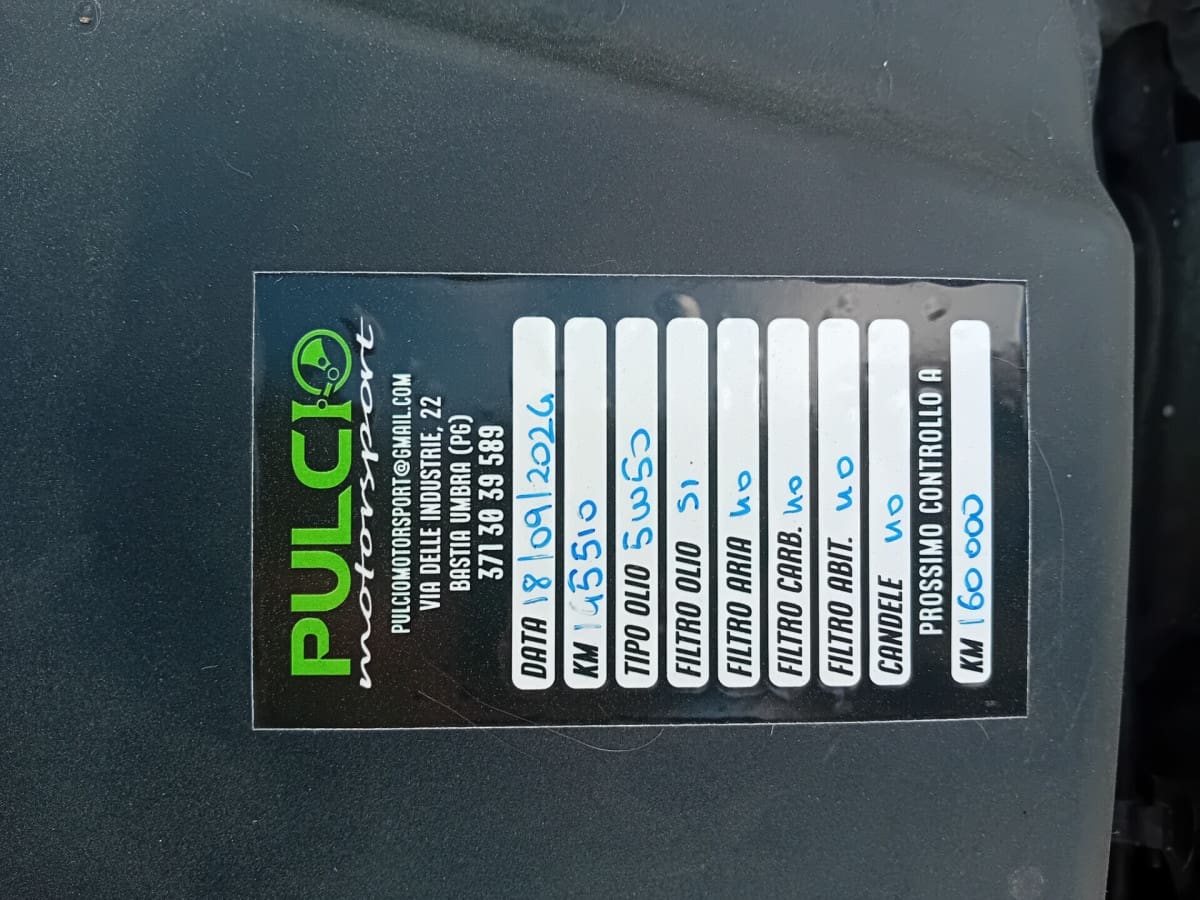 PULCIO
motorsport
PULCIOMOTORSPORT@GMAIL.COM
VIA DELLE INDUSTRIE, 22
BASTIA UMBRA (PG)
371 30 39 589
DATA 18/09/2024
KM 145510
TIPO OLIO 5W50
FILTRO OLIO SI
FILTRO ARIA NO
FILTRO CARB. NO
FILTRO ABIT. NO
CANDELE NO
PROSSIMO CONTROLLO A
KM 160000